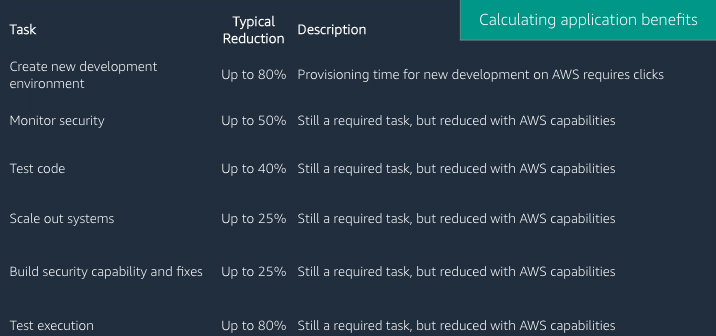 Calculating application benefits
Task Typical Reduction Description
Create new development environment Up to 80% Provisioning time for new development on AWS requires clicks
Monitor security Up to 50% Still a required task, but reduced with AWS capabilities
Test code Up to 40% Still a required task, but reduced with AWS capabilities
Scale out systems Up to 25% Still a required task, but reduced with AWS capabilities
Build security capability and fixes Up to 25% Still a required task, but reduced with AWS capabilities
Test execution Up to 80% Still a required task, but reduced with AWS capabilities